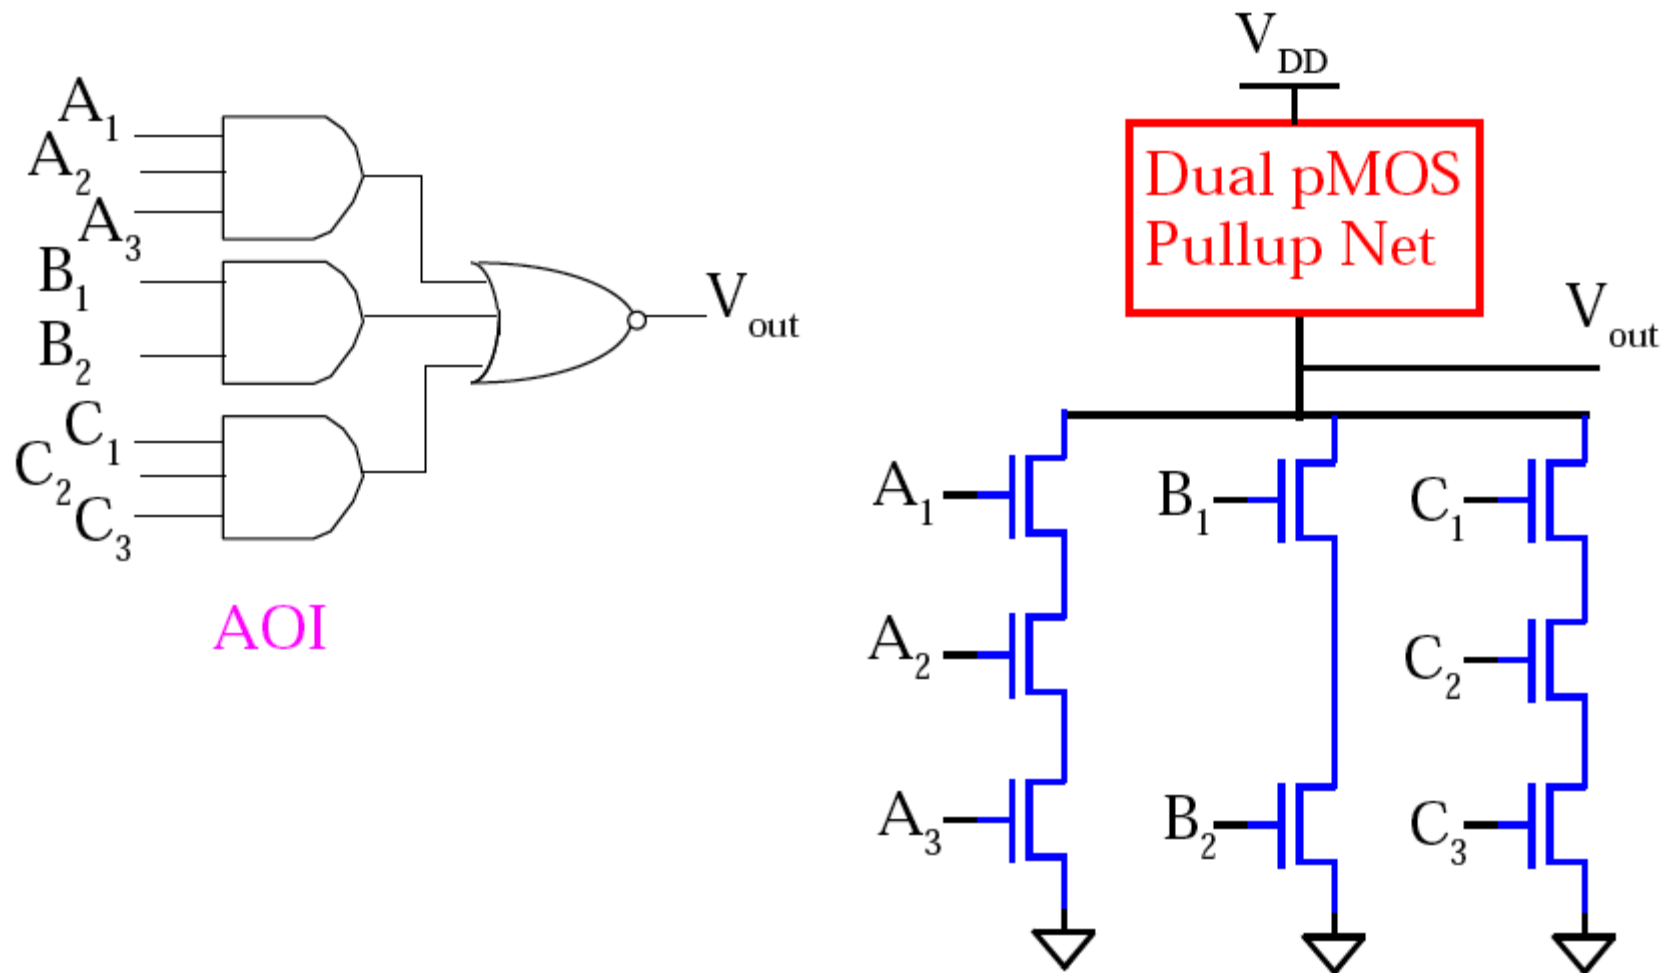 A1
A2
A3
B1
B2
C1
C2
C3
Vout
AOI
VDD
Dual pMOS
Pullup Net
Vout
A1
B1
C1
A2
C2
A3
B2
C3